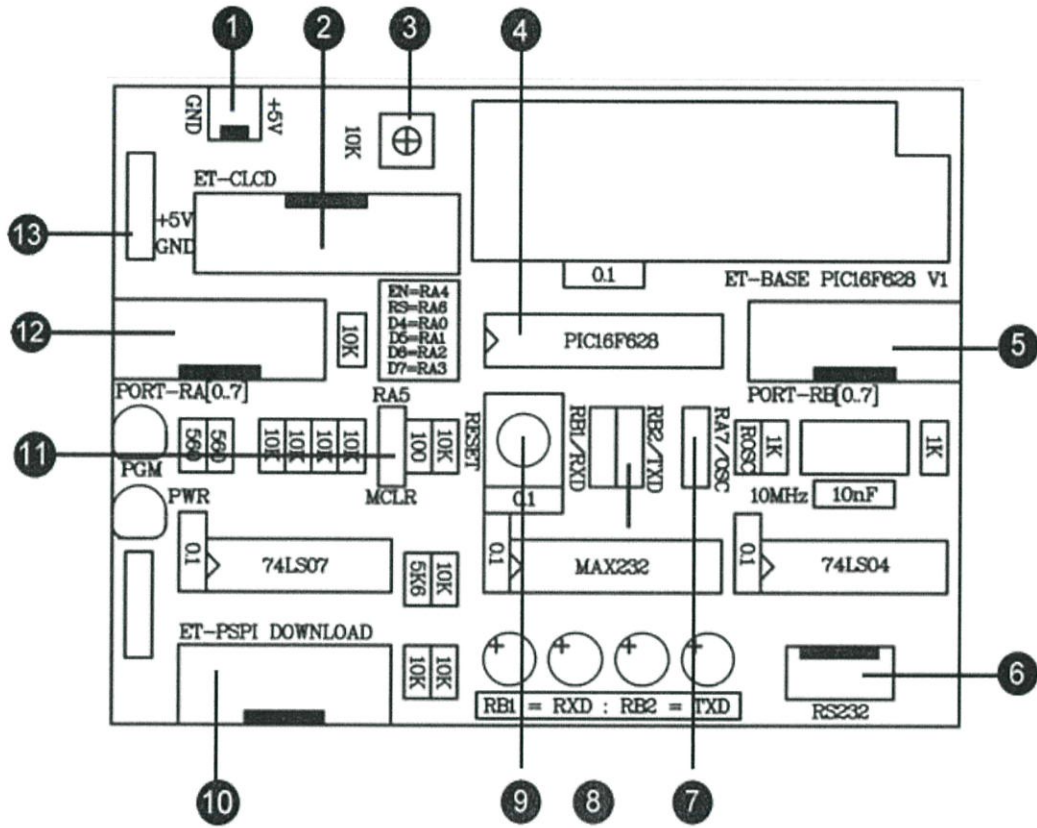 1
2
3
4
GND
+5V
10K
ET-CLCD
13
+5V
GND
0.1
ET-BASE PIC16F628 V1
EN=RA4
RS=RA6
D4=RA0
D5=RA1
D6=RA2
D7=RA3
12
10K
PIC16F628
5
PORT-RA[0..7]
RA5
PORT-RB[0..7]
11
PGM
560
560
10K
10K
10K
10K
100
10K
RESET
RB1/RXD
RB2/TXD
RA7/OSC
ROSC
1K
1K
MCLR
0.1
10MHz
10nF
PWR
0.1
74LS07
5K6
10K
0.1
MAX232
0.1
74LS04
ET-PSPI DOWNLOAD
10K
10K
+
+
+
+
6
RB1 = RXD : RB2 = TXD
RS232
10
9
8
7